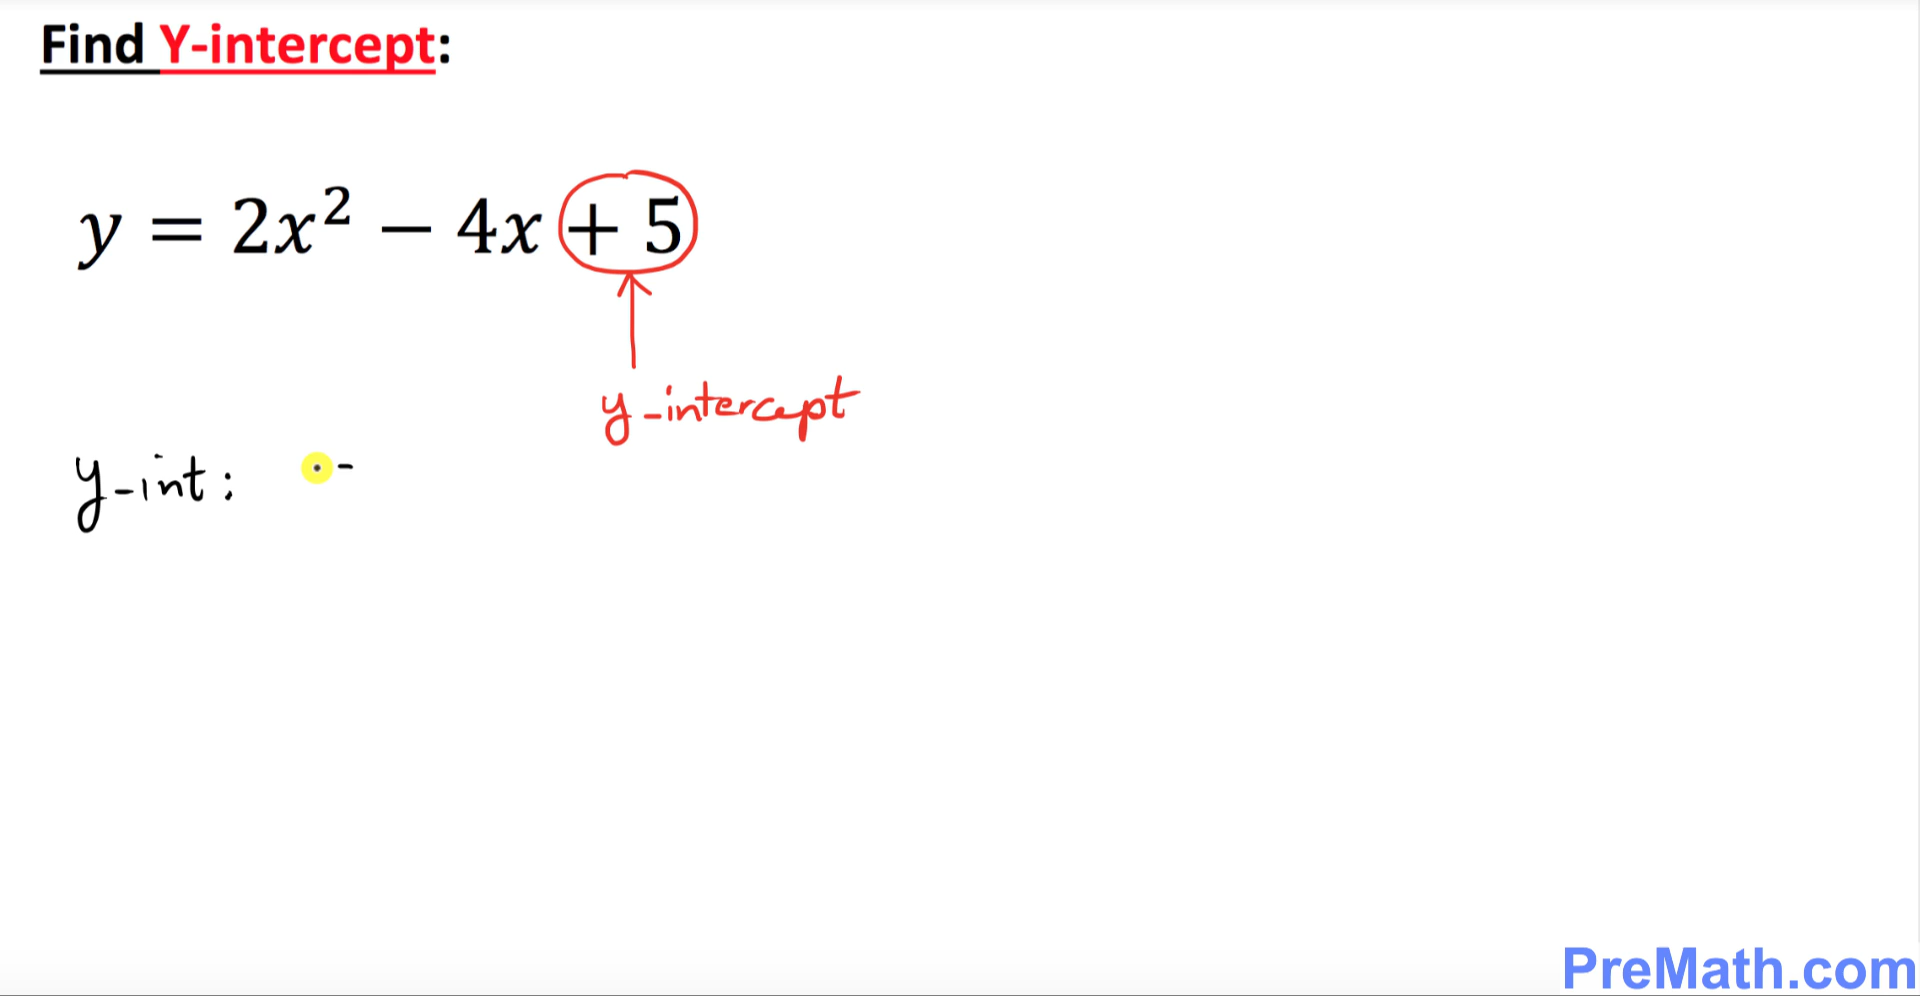 Find Y-intercept:
y = 2x² − 4x + 5
y-intercept
y-int:
PreMath.com